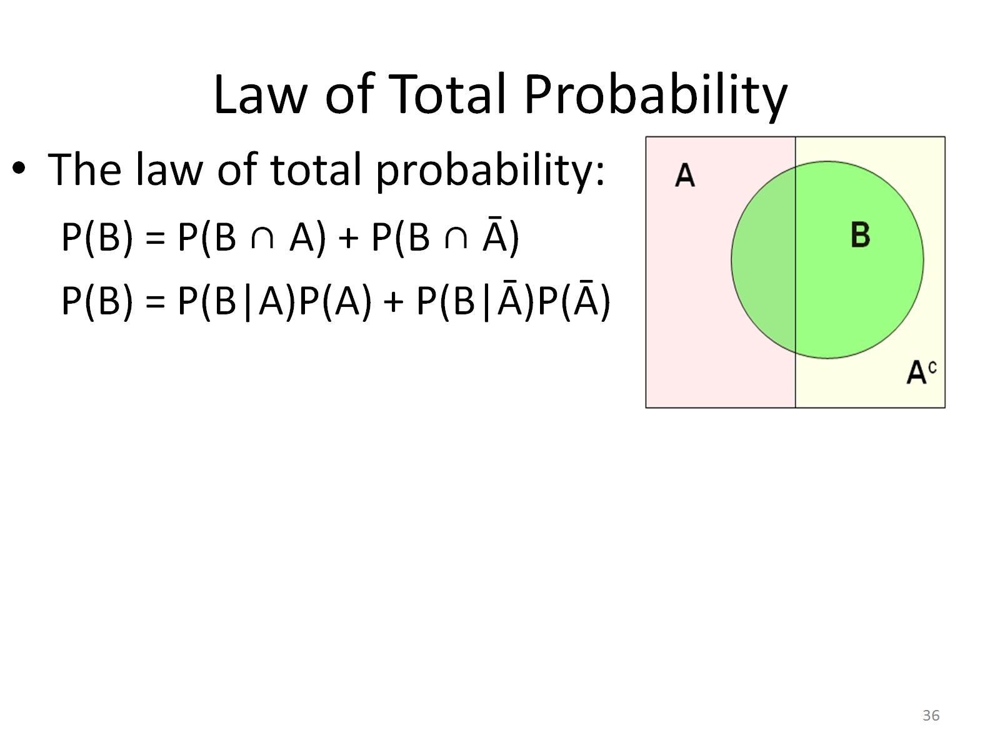 Law of Total Probability
• The law of total probability:
P(B) = P(B ∩ A) + P(B ∩ Ā)
P(B) = P(B|A)P(A) + P(B|Ā)P(Ā)
A
B
Aᶜ
36